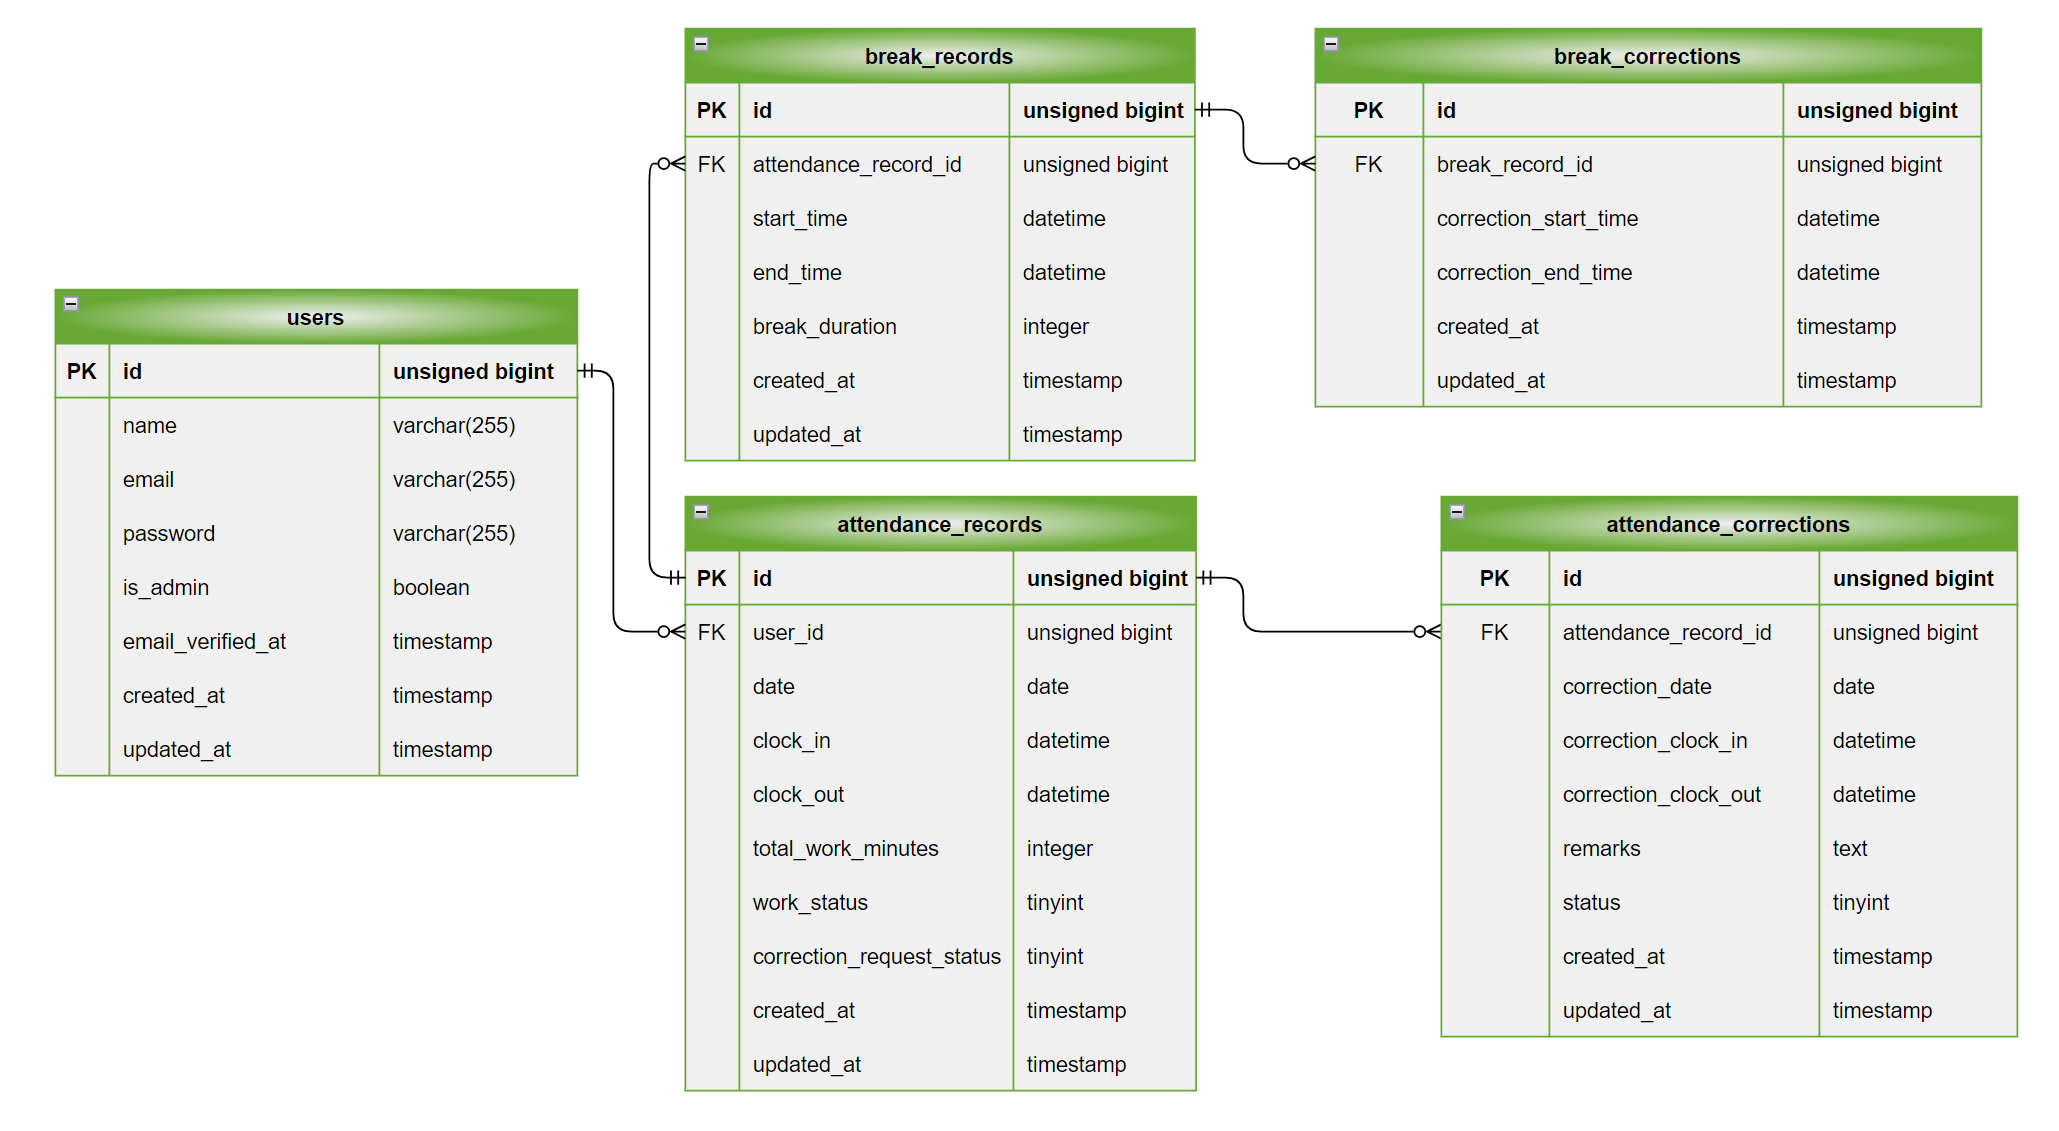 break_records
PK id unsigned bigint
FK attendance_record_id unsigned bigint
start_time datetime
end_time datetime
break_duration integer
created_at timestamp
updated_at timestamp
break_corrections
PK id unsigned bigint
FK break_record_id unsigned bigint
correction_start_time datetime
correction_end_time datetime
created_at timestamp
updated_at timestamp
users
PK id unsigned bigint
name varchar(255)
email varchar(255)
password varchar(255)
is_admin boolean
email_verified_at timestamp
created_at timestamp
updated_at timestamp
attendance_records
PK id unsigned bigint
FK user_id unsigned bigint
date date
clock_in datetime
clock_out datetime
total_work_minutes integer
work_status tinyint
correction_request_status tinyint
created_at timestamp
updated_at timestamp
attendance_corrections
PK id unsigned bigint
FK attendance_record_id unsigned bigint
correction_date date
correction_clock_in datetime
correction_clock_out datetime
remarks text
status tinyint
created_at timestamp
updated_at timestamp